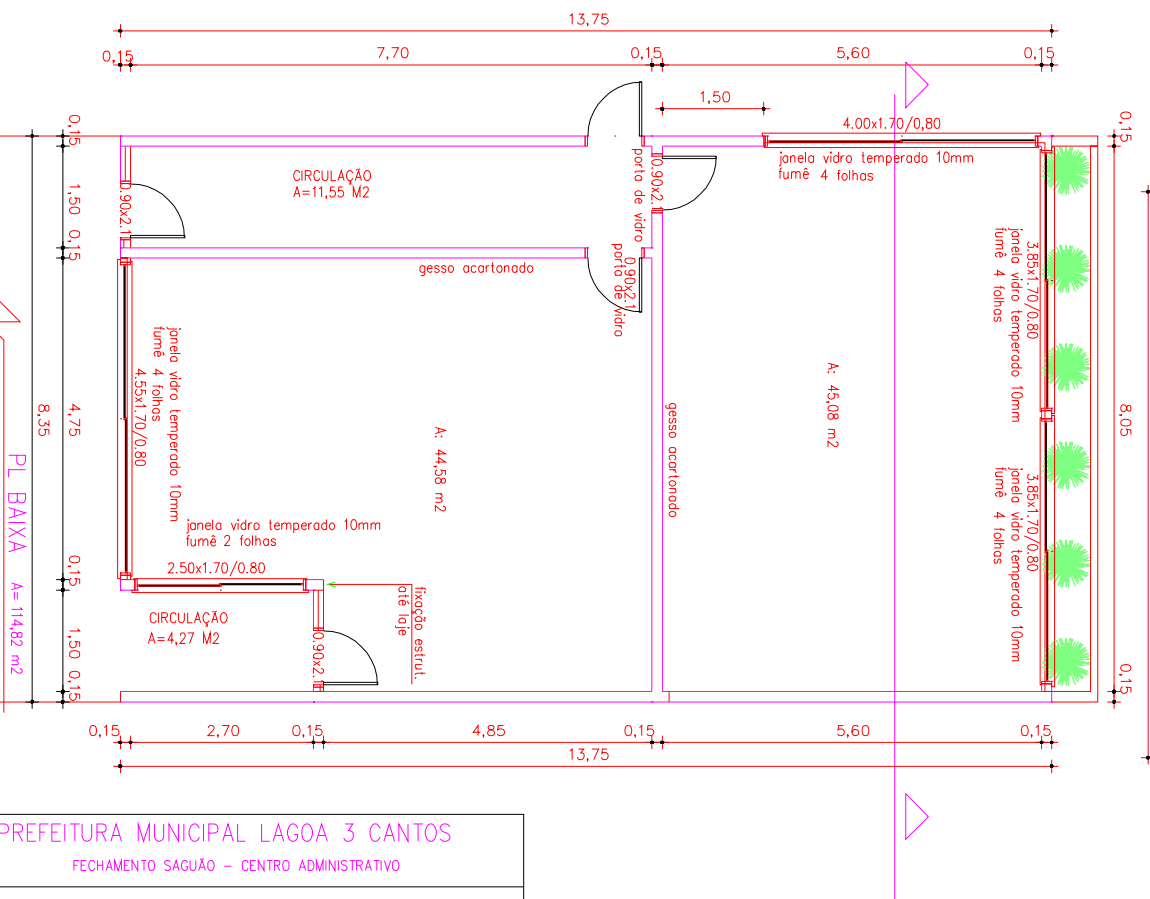 13,75
0,15
7,70
0,15
5,60
0,15
1,50
4.00x1.70/0,80
janela vidro temperado 10mm
fumê 4 folhas
0,15
0,15
1,50
0,15
4,75
0,15
1,50
0,15
8,35
PL BAIXA A= 114,82 m2
CIRCULAÇÃO
A=11,55 M2
0.90x2.1
0.90x2.1
porta de vidro
0.90x2.1
porta de vidro
gesso acartonado
janela vidro temperado 10mm
fumê 4 folhas
4.55x1.70/0.80
A: 44,58 m2
gesso acartonado
A: 45,08 m2
3.85x1.70/0.80
janela vidro temperado 10mm
fumê 4 folhas
3.85x1.70/0.80
janela vidro temperado 10mm
fumê 4 folhas
8,05
0,15
janela vidro temperado 10mm
fumê 2 folhas
2.50x1.70/0.80
CIRCULAÇÃO
A=4,27 M2
0.90x2.1
fixação estrut.
até laje
0,15
2,70
0,15
4,85
0,15
5,60
0,15
13,75
PREFEITURA MUNICIPAL LAGOA 3 CANTOS
FECHAMENTO SAGUÃO – CENTRO ADMINISTRATIVO